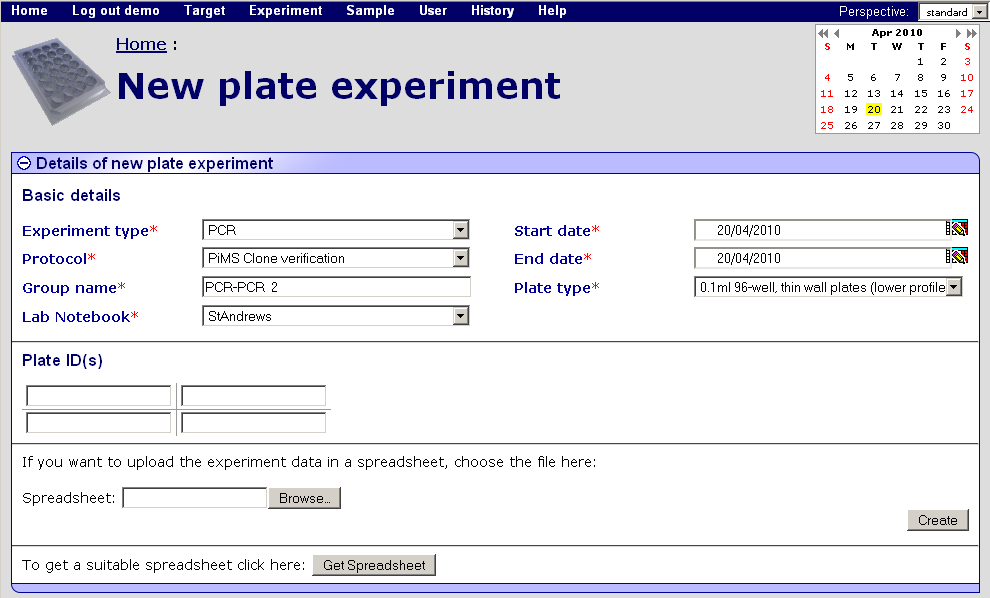 Home Log out demo Target Experiment Sample User History Help Perspective: standard
Home :
New plate experiment
Apr 2010
S M T W T F S
1 2 3
4 5 6 7 8 9 10
11 12 13 14 15 16 17
18 19 20 21 22 23 24
25 26 27 28 29 30
Details of new plate experiment
Basic details
Experiment type* PCR Start date* 20/04/2010
Protocol* PiMS Clone verification End date* 20/04/2010
Group name* PCR-PCR 2 Plate type* 0.1ml 96-well, thin wall plates (lower profile
Lab Notebook* StAndrews
Plate ID(s)
If you want to upload the experiment data in a spreadsheet, choose the file here:
Spreadsheet: Browse...
Create
To get a suitable spreadsheet click here: Get Spreadsheet